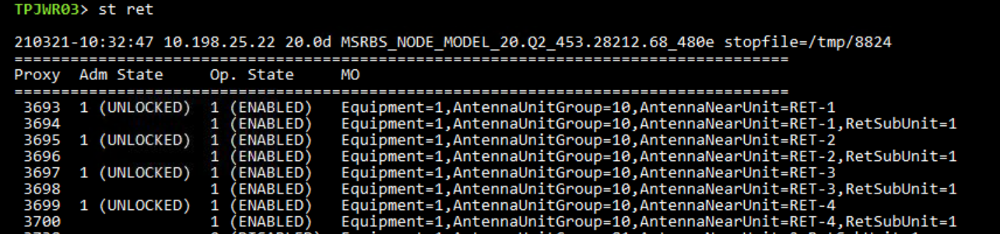 TPJWR03> st ret
210321-10:32:47 10.198.25.22 20.0d MSRBS_NODE_MODEL_20.Q2_453.28212.68_480e stopfile=/tmp/8824
===================================================================================
Proxy  Adm State     Op. State     MO
===================================================================================
 3693  1 (UNLOCKED)  1 (ENABLED)   Equipment=1,AntennaUnitGroup=10,AntennaNearUnit=RET-1
 3694                1 (ENABLED)   Equipment=1,AntennaUnitGroup=10,AntennaNearUnit=RET-1,RetSubUnit=1
 3695  1 (UNLOCKED)  1 (ENABLED)   Equipment=1,AntennaUnitGroup=10,AntennaNearUnit=RET-2
 3696                1 (ENABLED)   Equipment=1,AntennaUnitGroup=10,AntennaNearUnit=RET-2,RetSubUnit=1
 3697  1 (UNLOCKED)  1 (ENABLED)   Equipment=1,AntennaUnitGroup=10,AntennaNearUnit=RET-3
 3698                1 (ENABLED)   Equipment=1,AntennaUnitGroup=10,AntennaNearUnit=RET-3,RetSubUnit=1
 3699  1 (UNLOCKED)  1 (ENABLED)   Equipment=1,AntennaUnitGroup=10,AntennaNearUnit=RET-4
 3700                1 (ENABLED)   Equipment=1,AntennaUnitGroup=10,AntennaNearUnit=RET-4,RetSubUnit=1